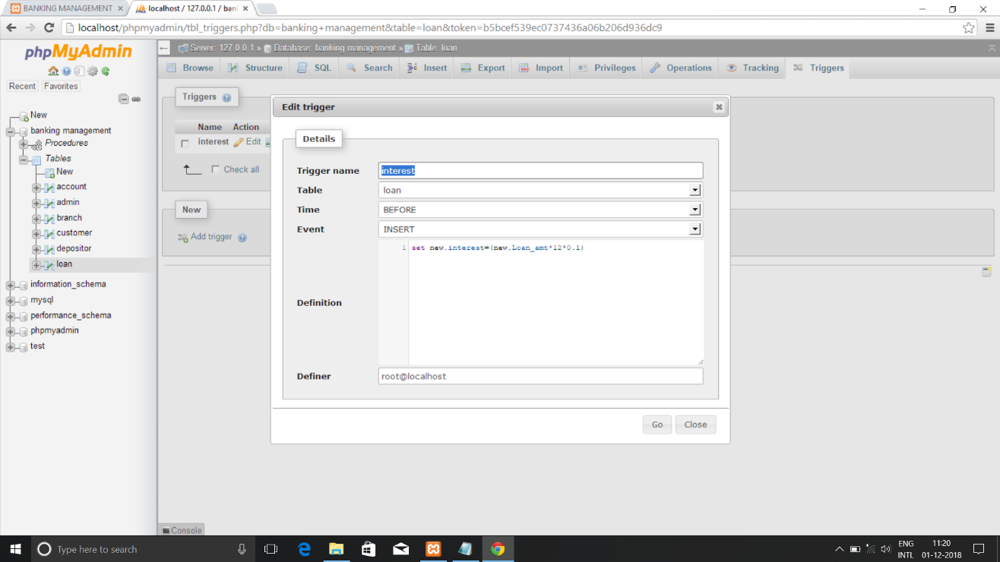 BANKING MANAGEMENT
localhost / 127.0.0.1 / ban
localhost/phpmyadmin/tbl_triggers.php?db=banking+management&table=loan&token=b5bcef539ec0737436a06b206d936dc9
phpMyAdmin
Recent Favorites
New
banking management
Procedures
Tables
New
account
admin
branch
customer
depositor
loan
information_schema
mysql
performance_schema
phpmyadmin
test
Server: 127.0.0.1 » Database: banking management » Table: loan
Browse Structure SQL Search Insert Export Import Privileges Operations Tracking Triggers
Triggers
Name Action
interest Edit
Check all
New
Add trigger
Edit trigger
Details
Trigger name interest
Table loan
Time BEFORE
Event INSERT
Definition
1 set new.interest=(new.Loan_amt*12*0.1)
Definer root@localhost
Go Close
Console
Type here to search
ENG
INTL
11:20
01-12-2018